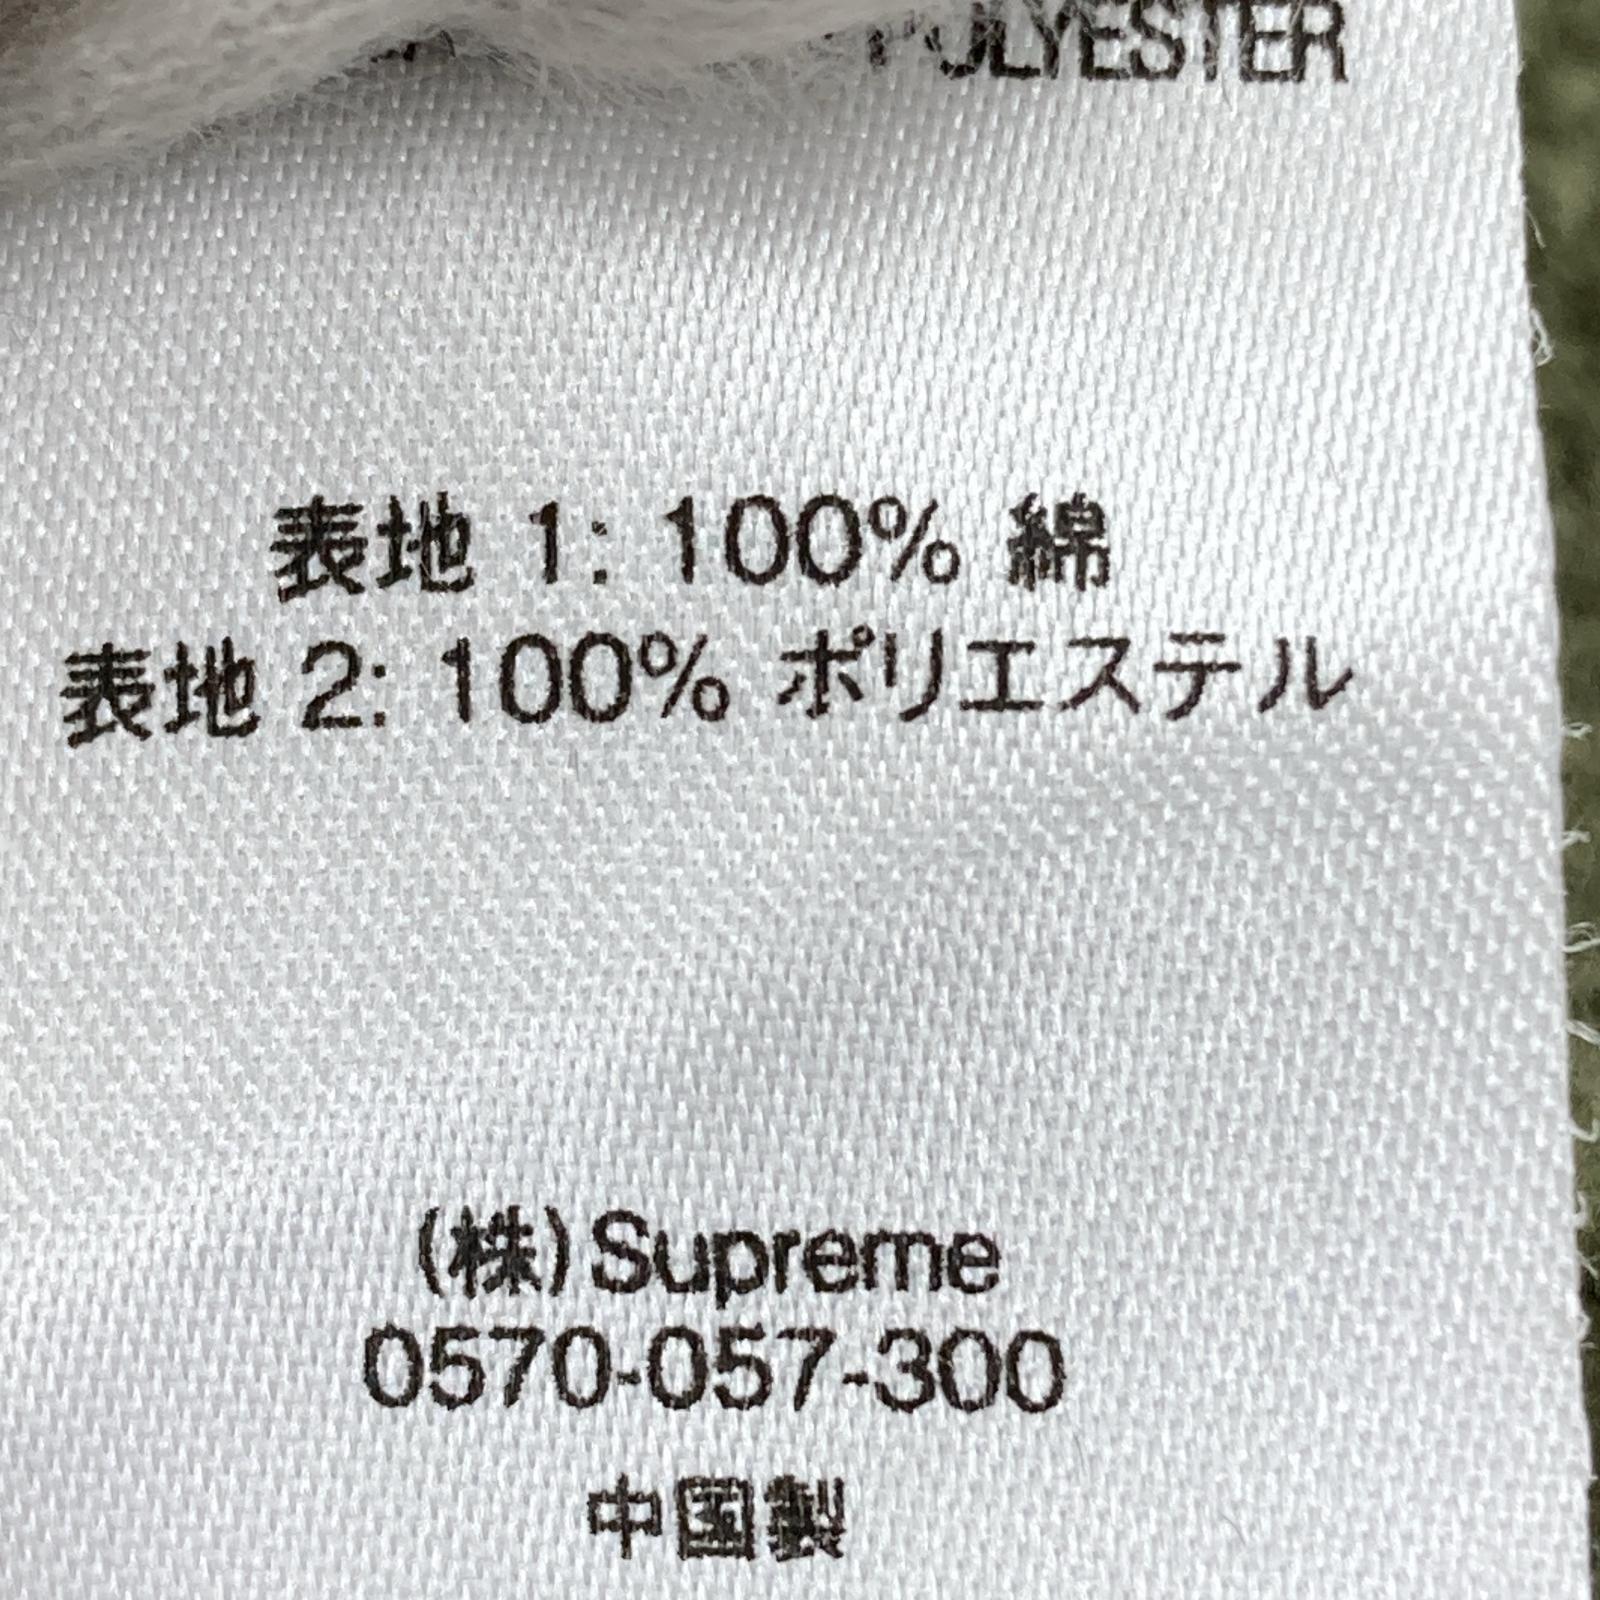 POLYESTER
表地 1: 100% 綿
表地 2: 100% ポリエステル
(株) Supreme
0570-057-300
中国製